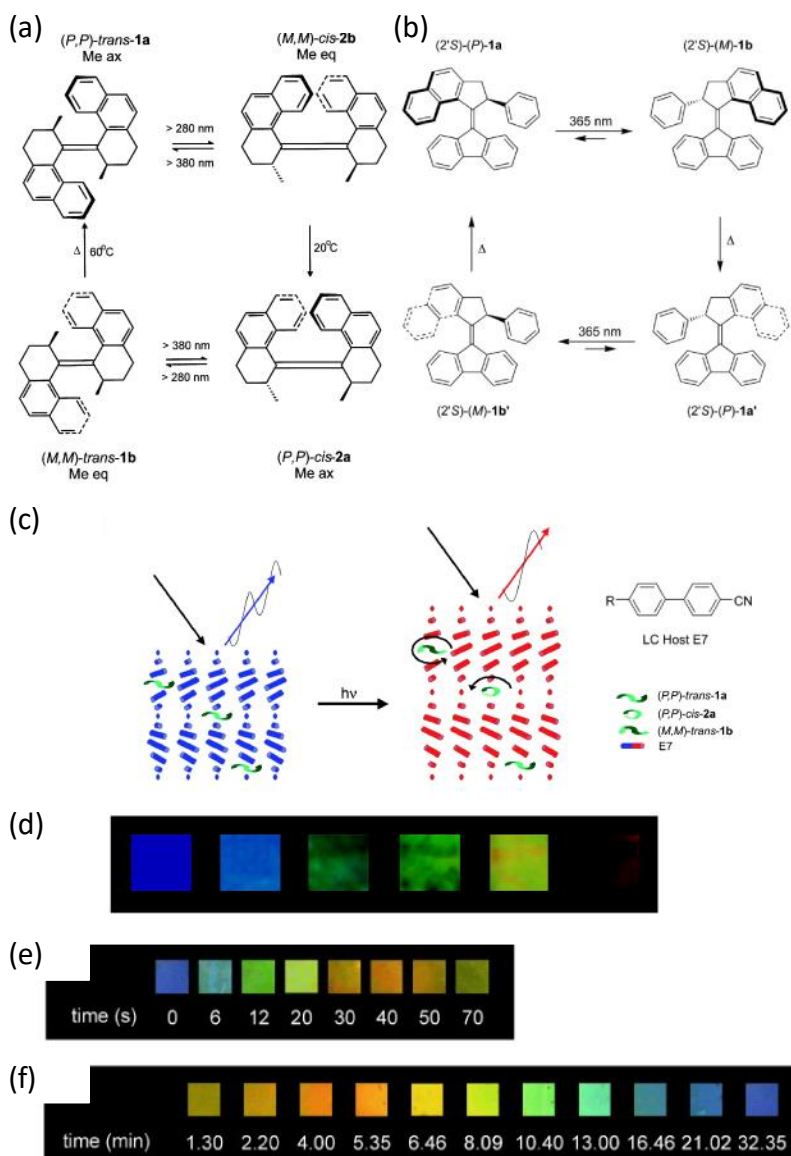 (a)
(P,P)-trans-1a
Me ax
(M,M)-cis-2b
Me eq
> 280 nm
> 380 nm
Δ 60°C
20°C
> 380 nm
> 280 nm
(M,M)-trans-1b
Me eq
(P,P)-cis-2a
Me ax
(b)
(2'S)-(P)-1a
(2'S)-(M)-1b
365 nm
Δ
Δ
365 nm
(2'S)-(M)-1b'
(2'S)-(P)-1a'
(c)
hν
R
CN
LC Host E7
(P,P)-trans-1a
(P,P)-cis-2a
(M,M)-trans-1b
E7
(d)
(e)
time (s) 0 6 12 20 30 40 50 70
(f)
time (min) 1.30 2.20 4.00 5.35 6.46 8.09 10.40 13.00 16.46 21.02 32.35